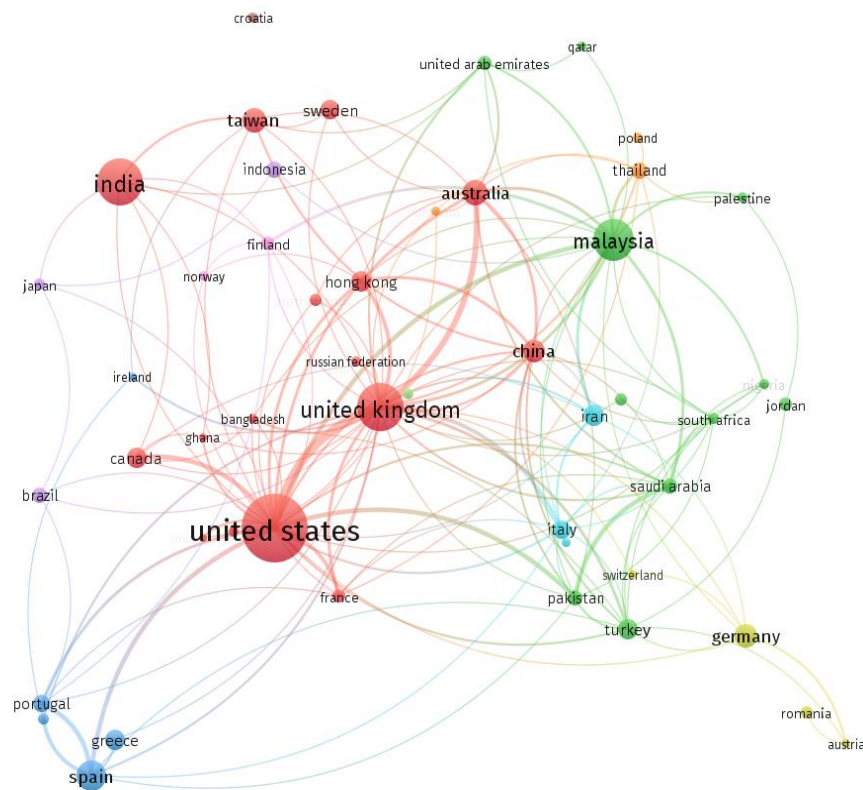 croatia
qatar
united arab emirates
sweden
taiwan
poland
indonesia
thailand
india
australia
palestine
malaysia
finland
norway
hong kong
japan
china
russian federation
ireland
nigeria
united kingdom
iran
jordan
bangladesh
south africa
ghana
canada
saudi arabia
brazil
united states
italy
switzerland
france
pakistan
turkey
germany
portugal
romania
greece
austria
spain